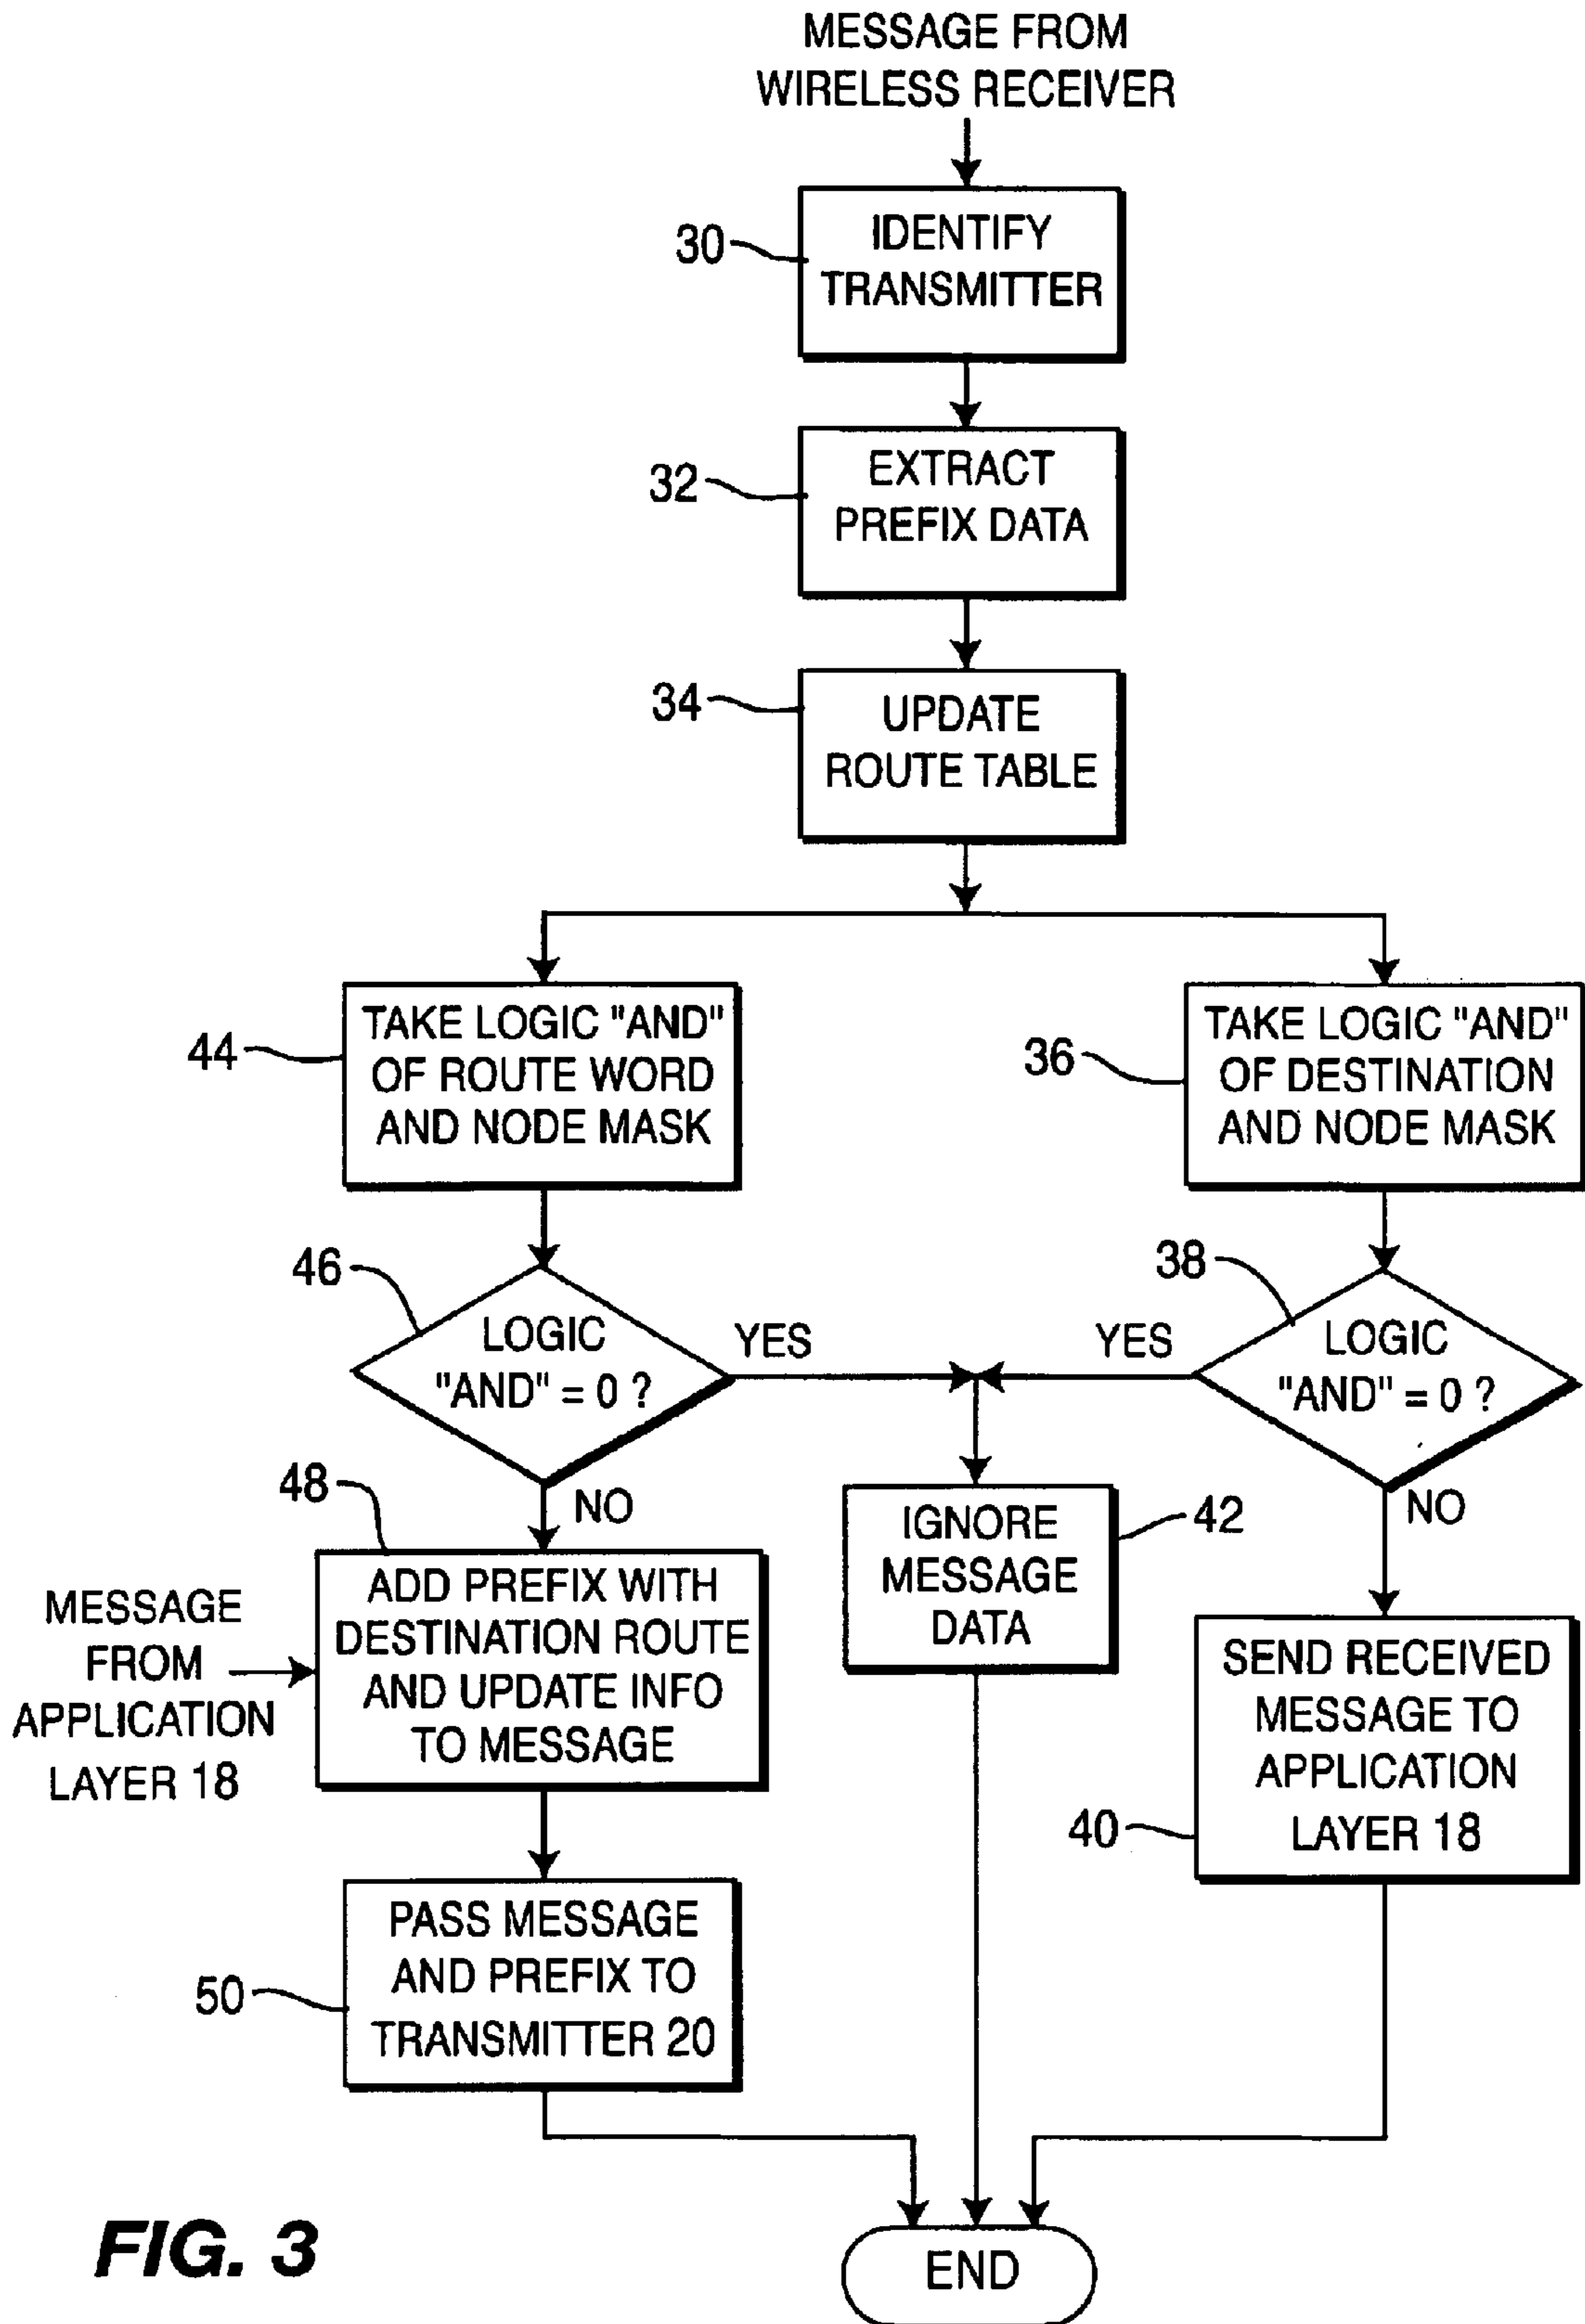 MESSAGE FROM
WIRELESS RECEIVER
30
IDENTIFY
TRANSMITTER
32
EXTRACT
PREFIX DATA
34
UPDATE
ROUTE TABLE
44
TAKE LOGIC "AND"
OF ROUTE WORD
AND NODE MASK
36
TAKE LOGIC "AND"
OF DESTINATION
AND NODE MASK
46
LOGIC
"AND" = 0 ?
YES
38
LOGIC
"AND" = 0 ?
YES
48
NO
MESSAGE
FROM
APPLICATION
LAYER 18
ADD PREFIX WITH
DESTINATION ROUTE
AND UPDATE INFO
TO MESSAGE
IGNORE
MESSAGE
DATA
42
NO
SEND RECEIVED
MESSAGE TO
APPLICATION
LAYER 18
40
50
PASS MESSAGE
AND PREFIX TO
TRANSMITTER 20
END
FIG. 3